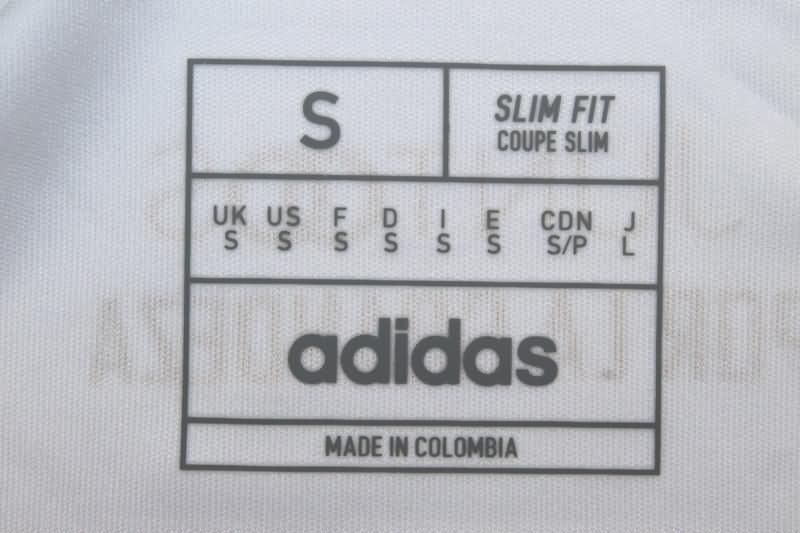 S
SLIM FIT
COUPE SLIM
UK US F D I E CDN J
S S S S S S S/P L
adidas
MADE IN COLOMBIA